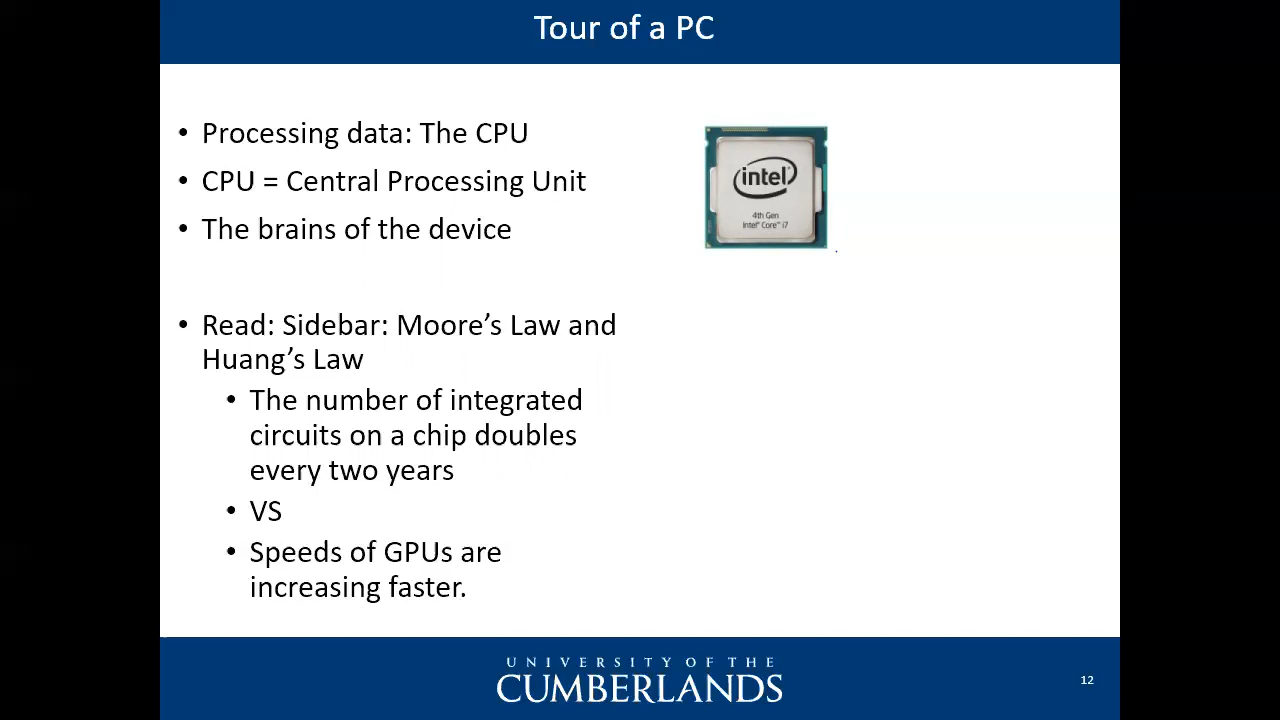 Tour of a PC
• Processing data: The CPU
• CPU = Central Processing Unit
• The brains of the device
intel
4th Gen
Intel® Core™ i7
• Read: Sidebar: Moore’s Law and
Huang’s Law
• The number of integrated
circuits on a chip doubles
every two years
• VS
• Speeds of GPUs are
increasing faster.
UNIVERSITY OF THE
CUMBERLANDS
12